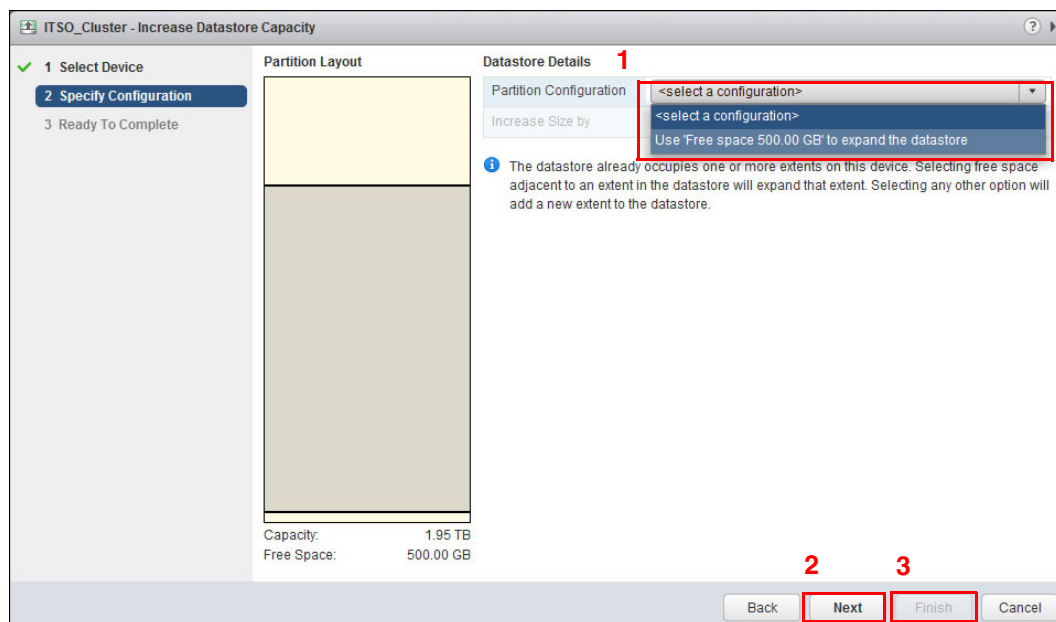 ITSO_Cluster - Increase Datastore Capacity
?
1 Select Device
2 Specify Configuration
3 Ready To Complete
Partition Layout
Capacity: 1.95 TB
Free Space: 500.00 GB
Datastore Details
1
Partition Configuration
<select a configuration>
<select a configuration>
Use 'Free space 500.00 GB' to expand the datastore
Increase Size by
The datastore already occupies one or more extents on this device. Selecting free space
adjacent to an extent in the datastore will expand that extent. Selecting any other option will
add a new extent to the datastore.
2
3
Back
Next
Finish
Cancel